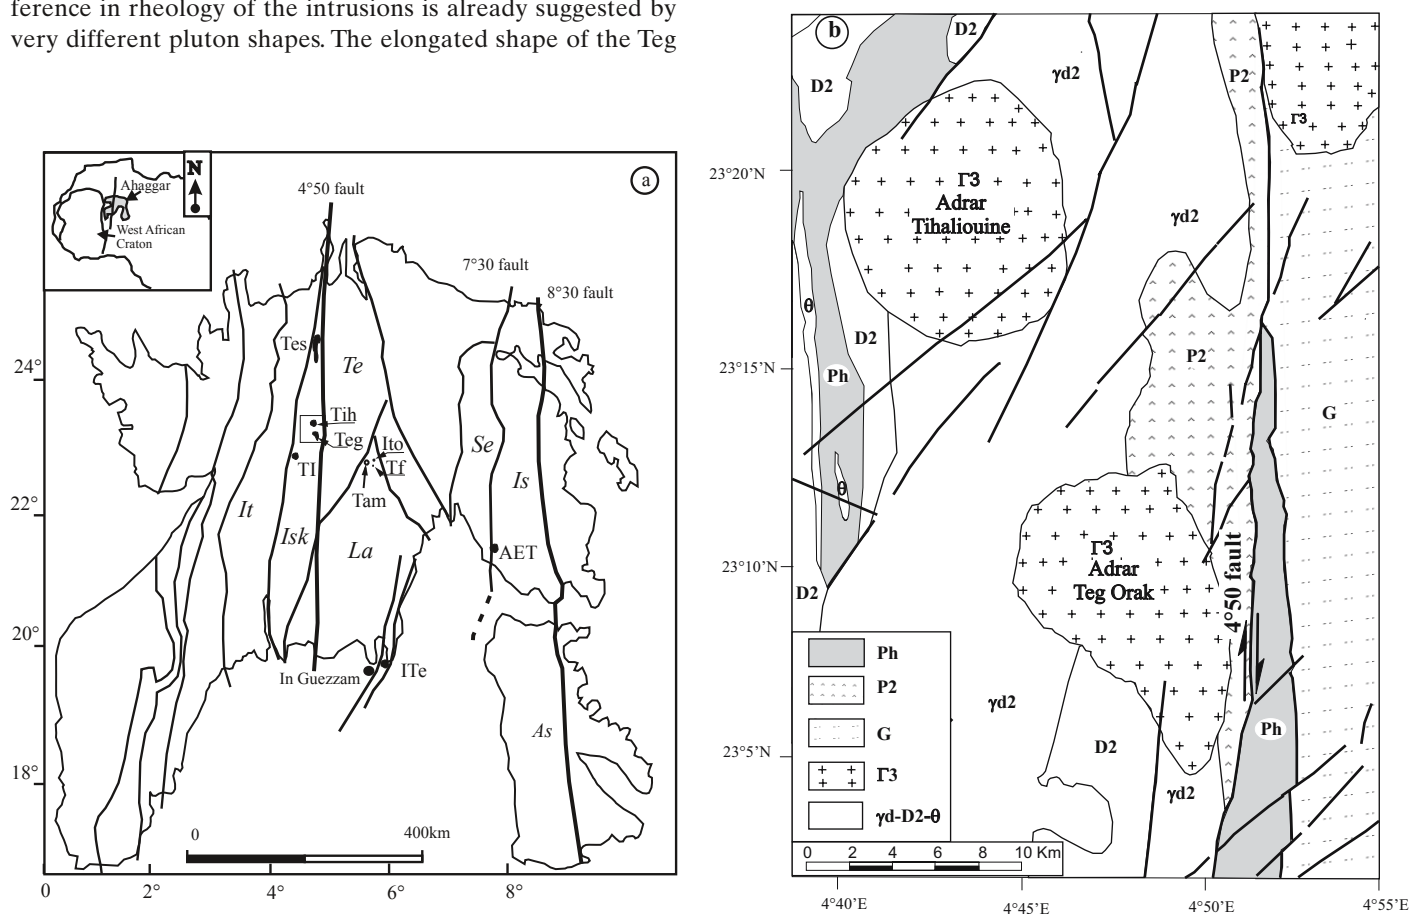 ference in rheology of the intrusions is already suggested by
very different pluton shapes. The elongated shape of the Teg
a
N
Ahaggar
West African
Craton
4°50 fault
7°30 fault
8°30 fault
Tes
Te
Tih
Teg
TI
Ito
Tf
Tam
Se
Is
It
Isk
La
AET
In Guezzam
ITe
As
24°
22°
20°
18°
0
400km
0
2°
4°
6°
8°
b
D2
D2
γd2
P2
Γ3
23°20'N
Γ3
Adrar
Tihaliouine
γd2
θ
D2
P2
23°15'N
Ph
G
θ
Γ3
Adrar
Teg Orak
4°50 fault
23°10'N
D2
Ph
P2
G
Γ3
γd-D2-θ
γd2
D2
Ph
23°5'N
γd2
0 2 4 6 8 10 Km
4°40'E
4°45'E
4°50'E
4°55'E